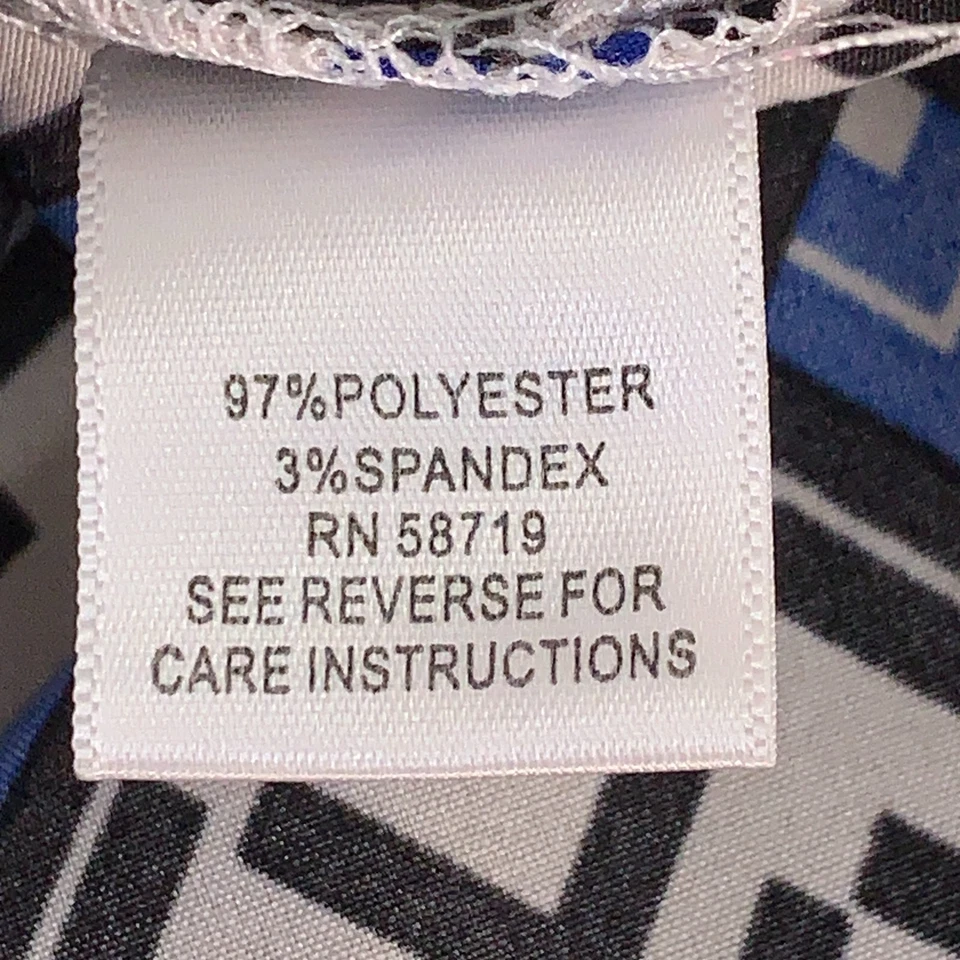 97%POLYESTER
3%SPANDEX
RN 58719
SEE REVERSE FOR
CARE INSTRUCTIONS